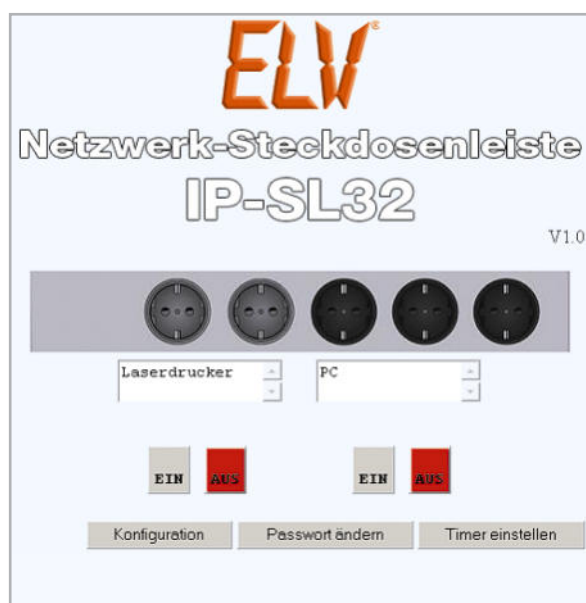 ELV®
Netzwerk-Steckdosenleiste
IP-SL32
V1.0
Laserdrucker PC
EIN AUS EIN AUS
Konfiguration Passwort ändern Timer einstellen